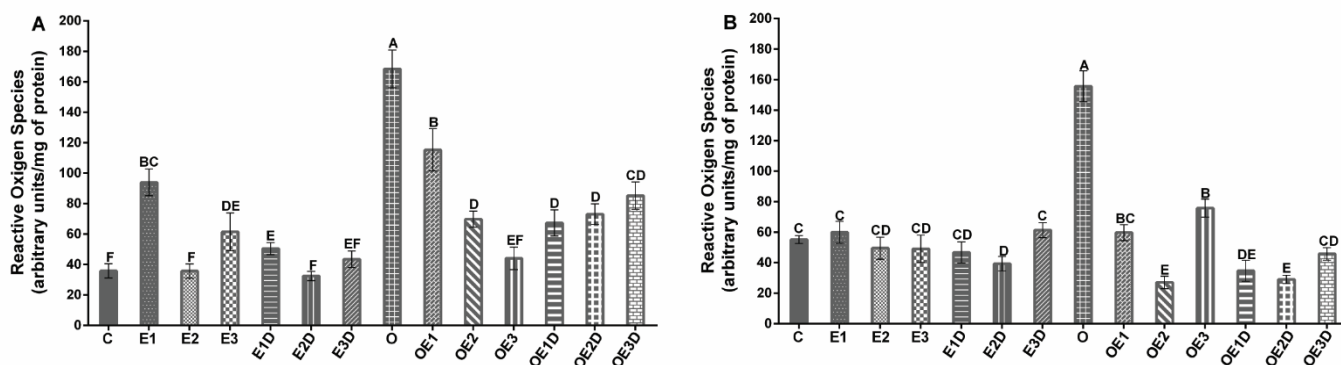 A
Reactive Oxigen Species
(arbitrary units/mg of protein)
200
180
160
140
120
100
80
60
40
20
0
F
BC
F
DE
E
F
EF
A
B
D
EF
D
D
CD
C
E1
E2
E3
E1D
E2D
E3D
O
OE1
OE2
OE3
OE1D
OE2D
OE3D
B
Reactive Oxigen Species
(arbitrary units/mg of protein)
200
180
160
140
120
100
80
60
40
20
0
C
C
CD
CD
CD
D
C
A
BC
E
B
DE
E
CD
C
E1
E2
E3
E1D
E2D
E3D
O
OE1
OE2
OE3
OE1D
OE2D
OE3D